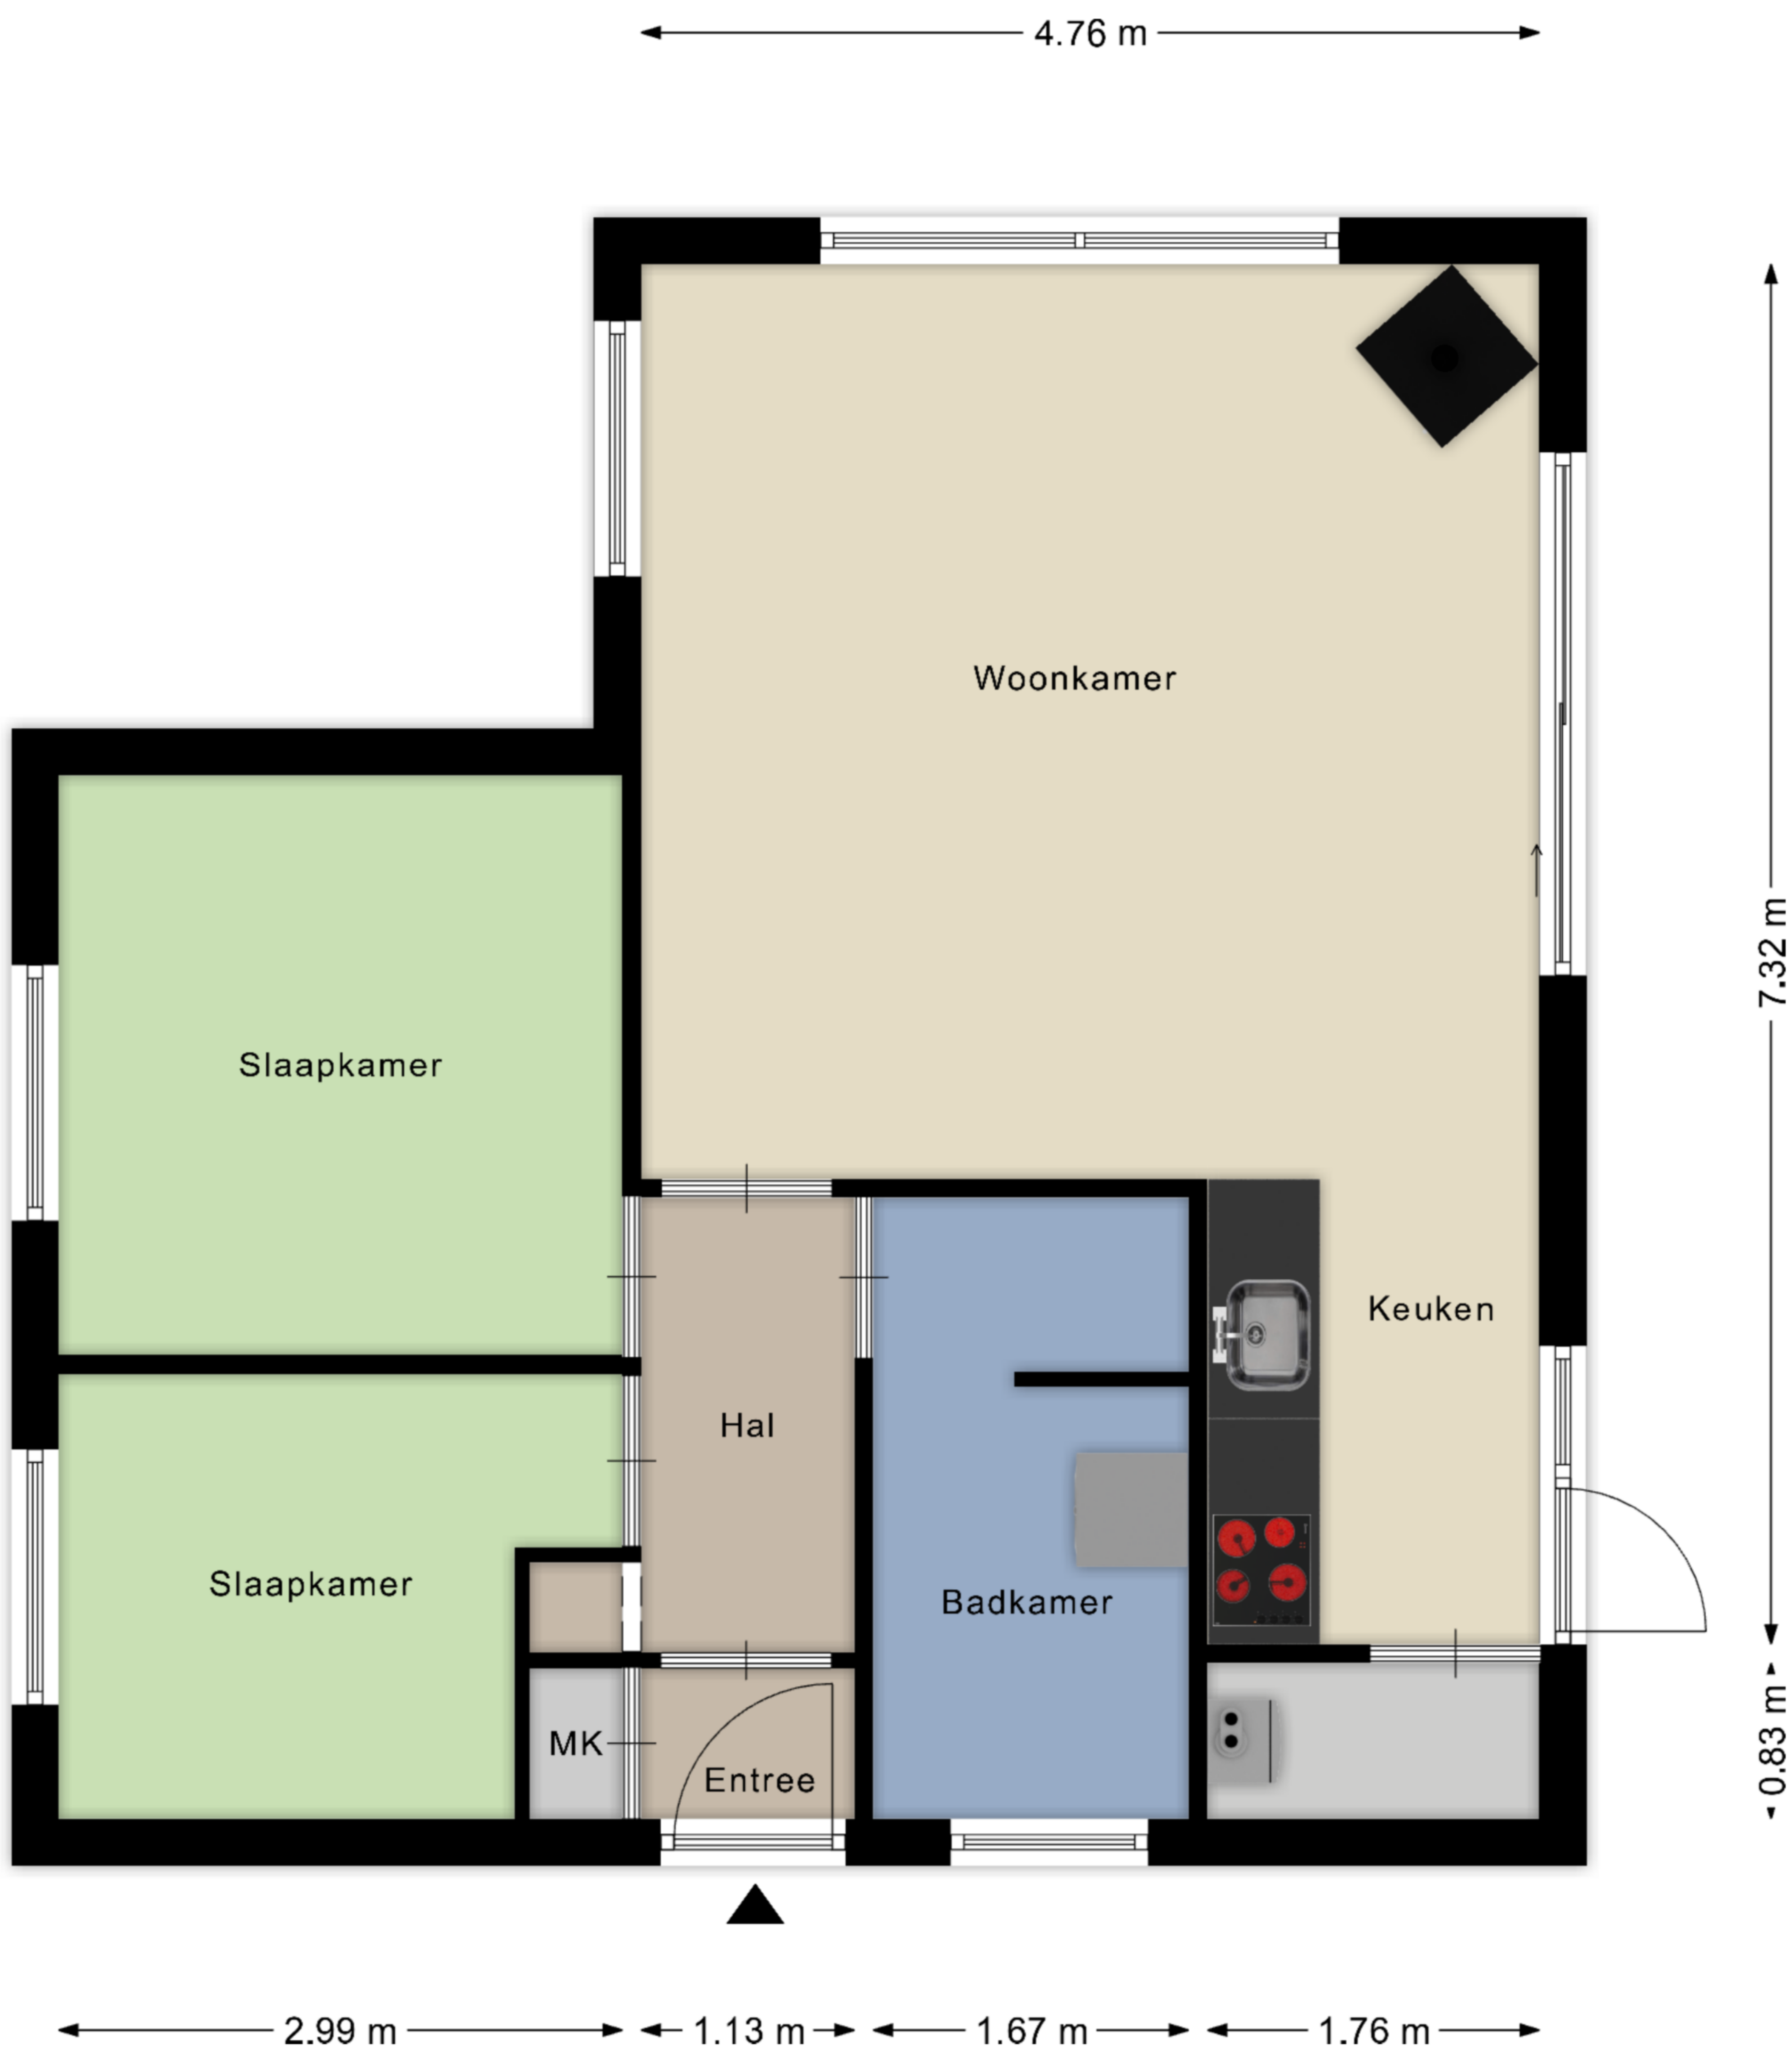 4.76 m
Woonkamer
7.32 m
Slaapkamer
Keuken
Hal
Slaapkamer
Badkamer
MK
Entree
0.83 m
2.99 m
1.13 m
1.67 m
1.76 m